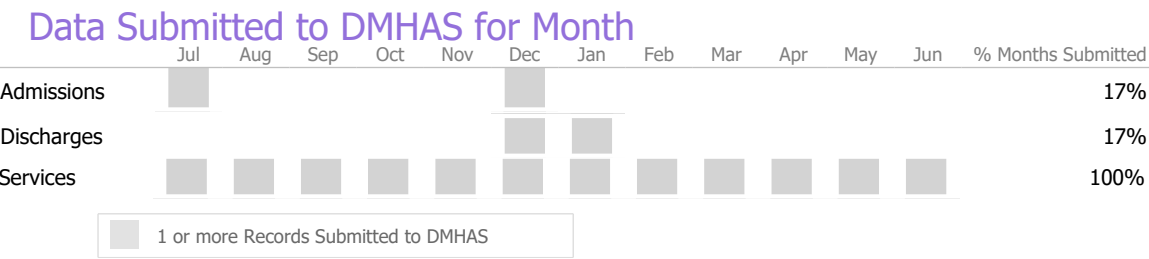 Data Submitted to DMHAS for Month
Jul Aug Sep Oct Nov Dec Jan Feb Mar Apr May Jun % Months Submitted
Admissions 17%
Discharges 17%
Services 100%
1 or more Records Submitted to DMHAS